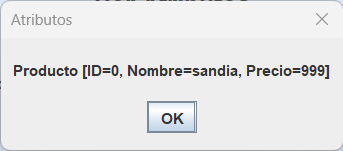 Atributos
Producto [ID=0, Nombre=sandia, Precio=999]
OK